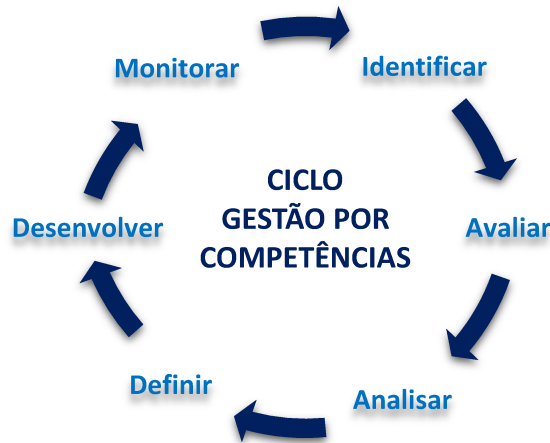 Monitorar
Identificar
CICLO
GESTÃO POR
COMPETÊNCIAS
Desenvolver
Avaliar
Definir
Analisar